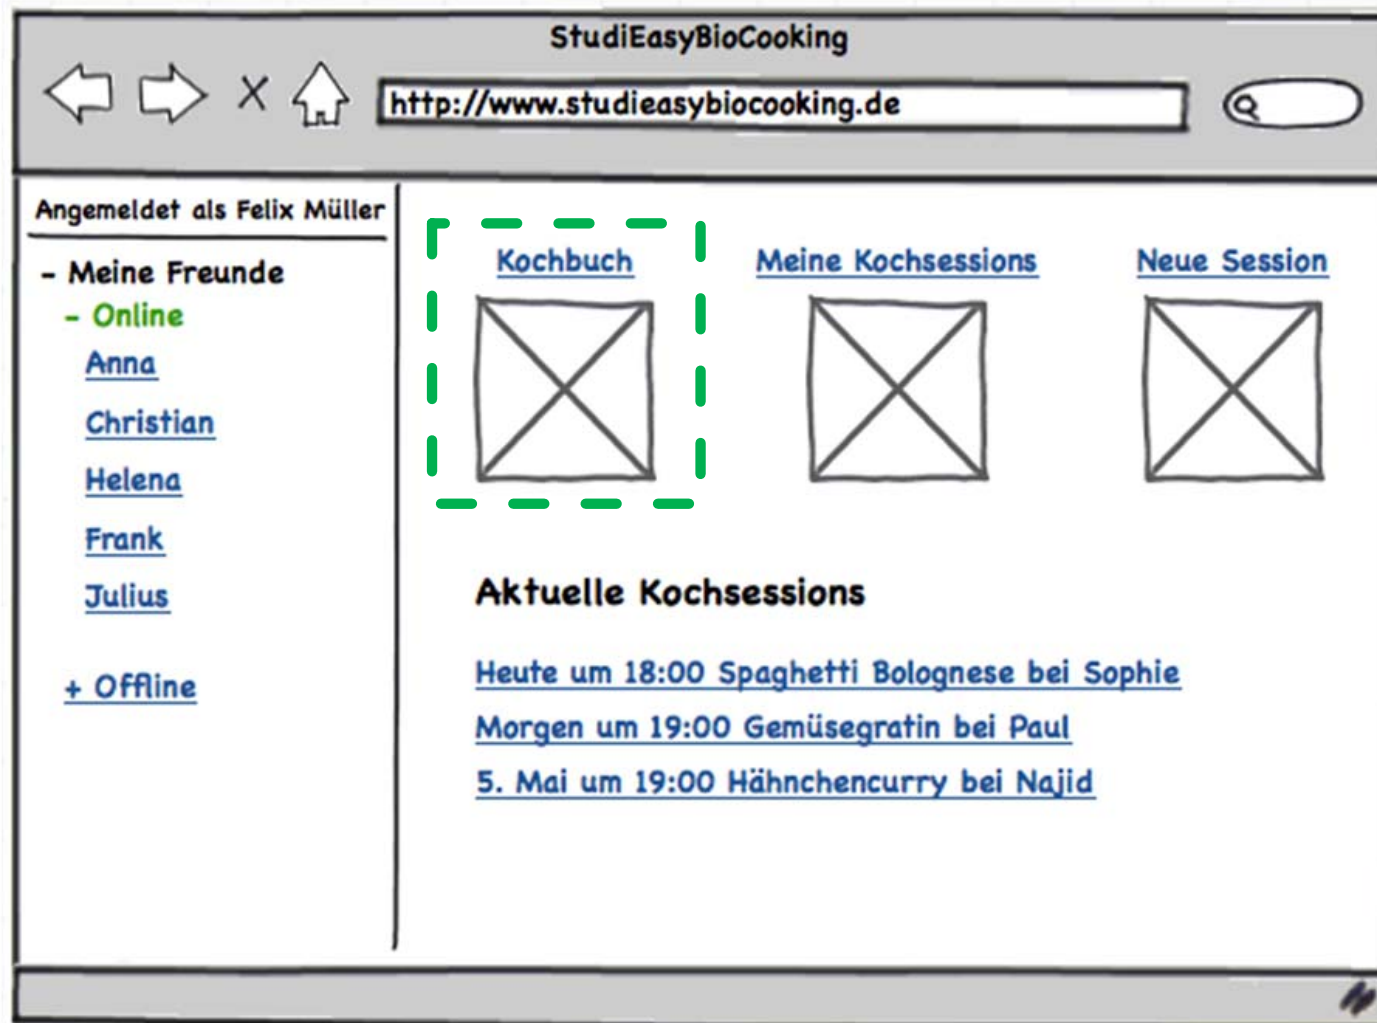 StudiEasyBioCooking
http://www.studieasybiocooking.de
Angemeldet als Felix Müller
- Meine Freunde
- Online
Anna
Christian
Helena
Frank
Julius
+ Offline
Kochbuch
Meine Kochsessions
Neue Session
Aktuelle Kochsessions
Heute um 18:00 Spaghetti Bolognese bei Sophie
Morgen um 19:00 Gemüsegratin bei Paul
5. Mai um 19:00 Hähnchencurry bei Najid